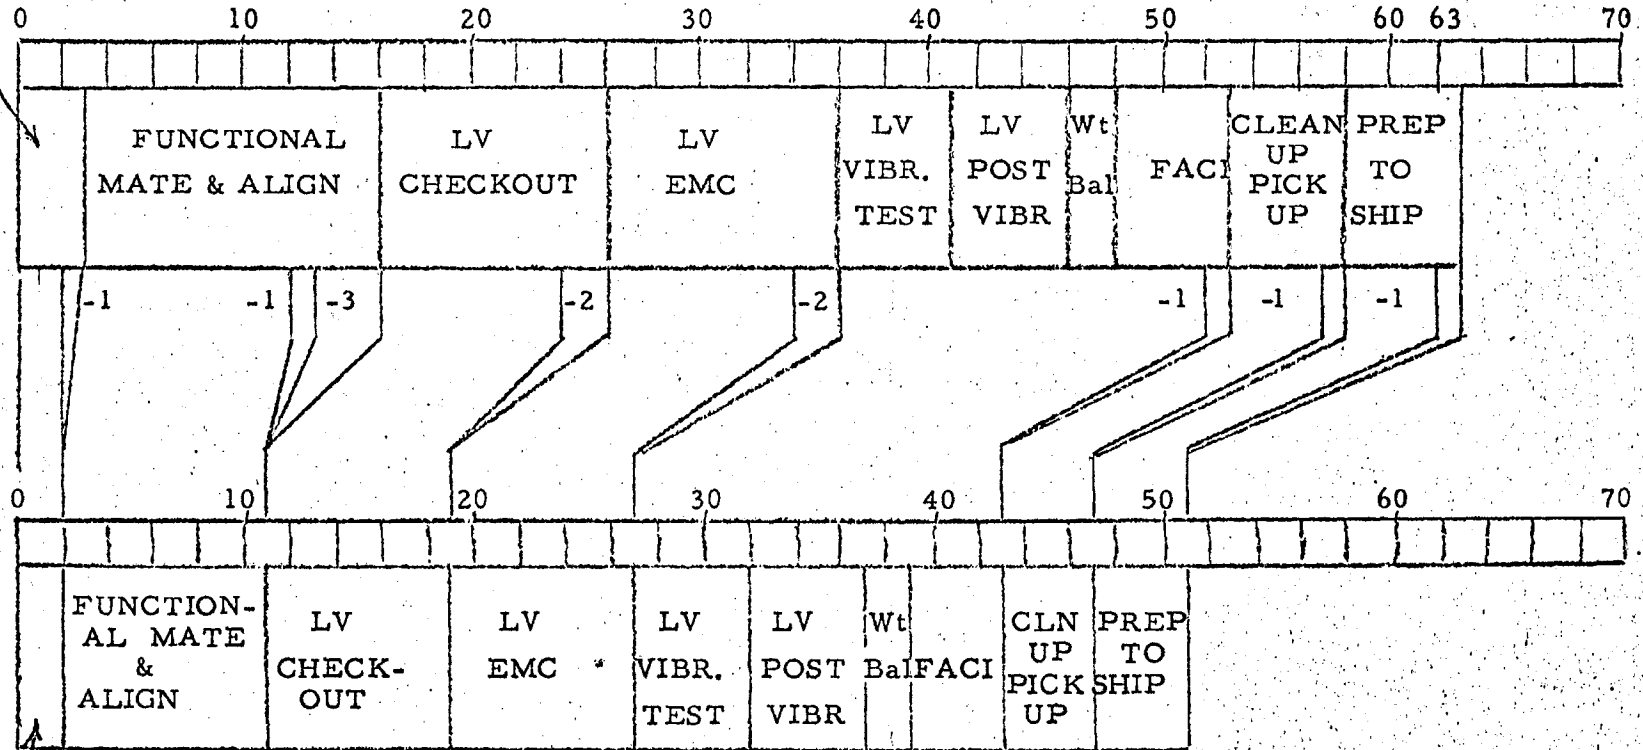 0 10 20 30 40 50 60 63 70
FUNCTIONAL
MATE & ALIGN
LV
CHECKOUT
LV
EMC
LV
VIBR.
TEST
LV
POST
VIBR
Wt
Bal
FACI
CLEAN
UP
PICK
UP
PREP
TO
SHIP
-1 -1 -3 -2 -2 -1 -1 -1
0 10 20 30 40 50 60 70
FUNCTION-
AL MATE
&
ALIGN
LV
CHECK-
OUT
LV
EMC
LV
VIBR.
TEST
LV
POST
VIBR
Wt
Bal
FACI
CLN
UP
PICK
UP
PREP
TO
SHIP